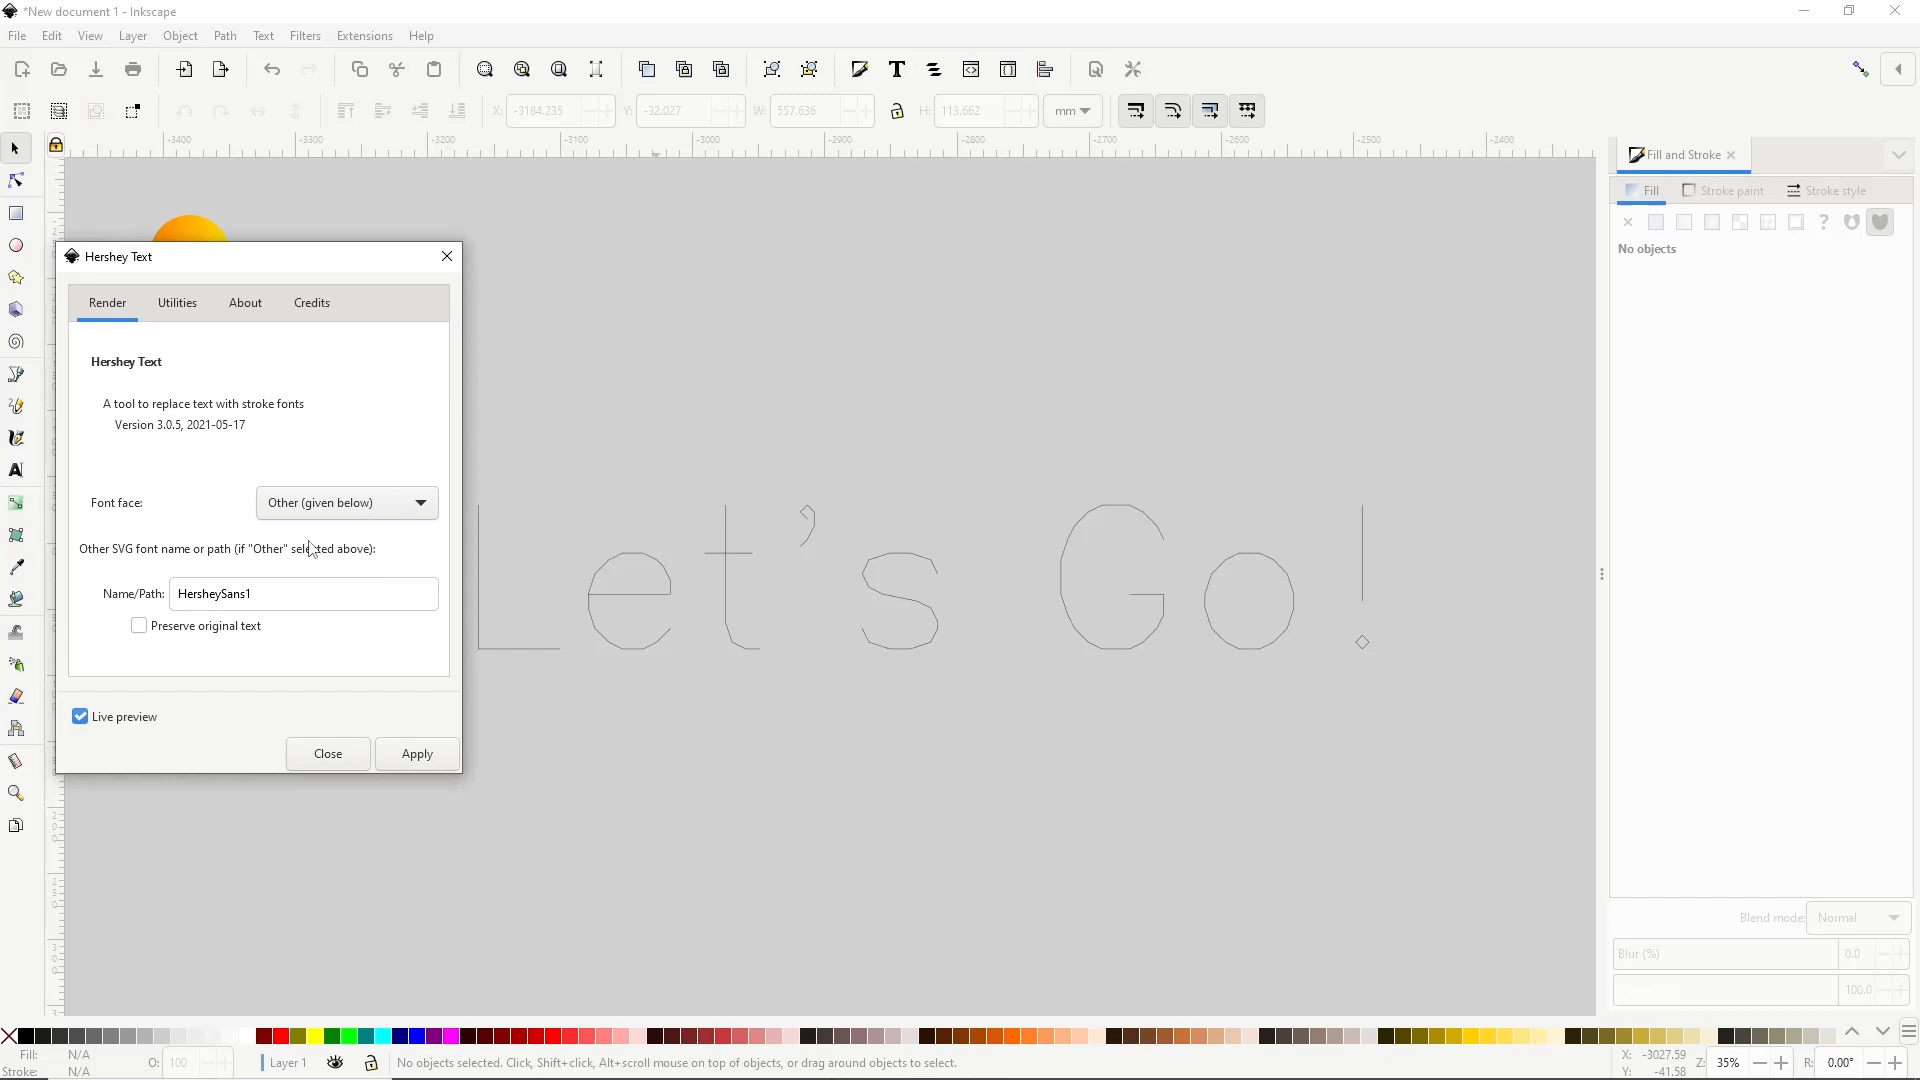 *New document 1 - Inkscape
File Edit View Layer Object Path Text Filters Extensions Help
X: -3184.235 Y: -32.027 W: 557.636 H: 113.662 mm
-3400 -3300 -3200 -3100 -3000 -2900 -2800 -2700 -2600 -2500 -2400
Fill and Stroke
Fill Stroke paint Stroke style
No objects
Hershey Text
Render Utilities About Credits
Hershey Text
A tool to replace text with stroke fonts
Version 3.0.5, 2021-05-17
Font face: Other (given below)
Other SVG font name or path (if "Other" selected above):
Name/Path: HersheySans1
Preserve original text
Live preview
Close Apply
Let’s Go!
Blend mode: Normal
Blur (%) 0.0
100.0
Fill: N/A
Stroke: N/A
O: 100
Layer 1
No objects selected. Click, Shift+click, Alt+scroll mouse on top of objects, or drag around objects to select.
X: -3027.59
Y: -41.58
Z: 35%
R: 0.00°